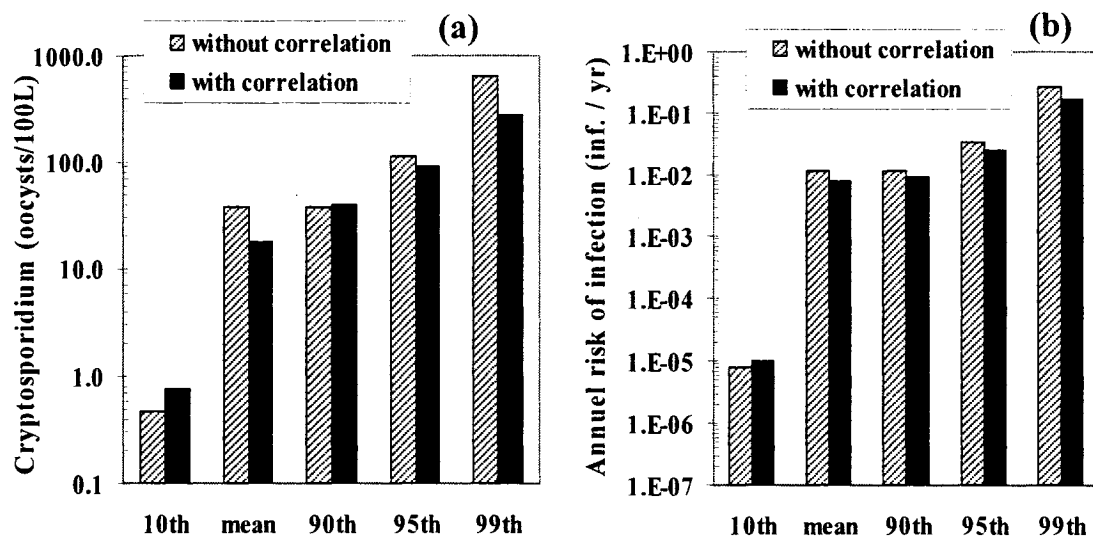 (a)
without correlation
with correlation
Cryptosporidium (oocysts/100L)
1000.0
100.0
10.0
1.0
0.1
10th mean 90th 95th 99th
(b)
without correlation
with correlation
Annuel risk of infection (inf. / yr)
1.E+00
1.E-01
1.E-02
1.E-03
1.E-04
1.E-05
1.E-06
1.E-07
10th mean 90th 95th 99th